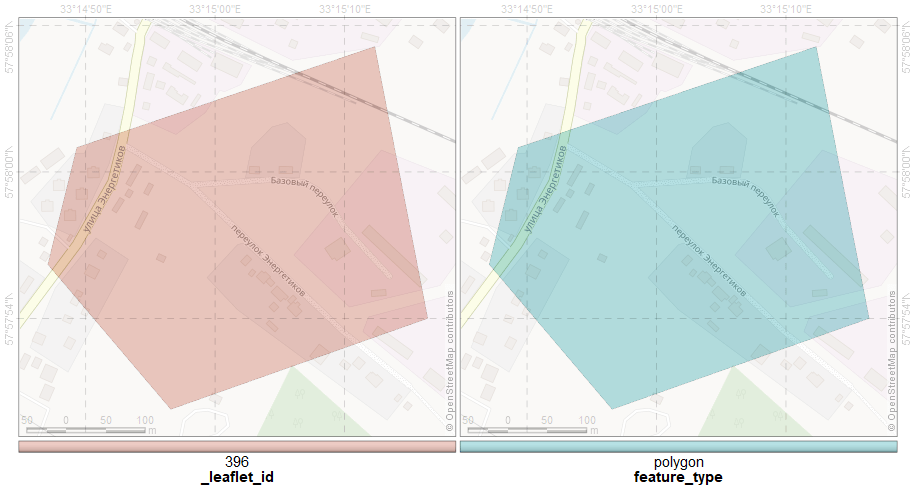 33°14'50"E 33°15'00"E 33°15'10"E 33°14'50"E 33°15'00"E 33°15'10"E
57°58'06"N 57°58'06"N
57°58'00"N 57°58'00"N
57°54"N 57°54"N
улица Энергетиков
Базовый переулок
переулок Энергетиков
улица Энергетиков
Базовый переулок
переулок Энергетиков
© OpenStreetMap contributors
© OpenStreetMap contributors
50 0 50 100
m
50 0 50 100
m
396
_leaflet_id
polygon
feature_type